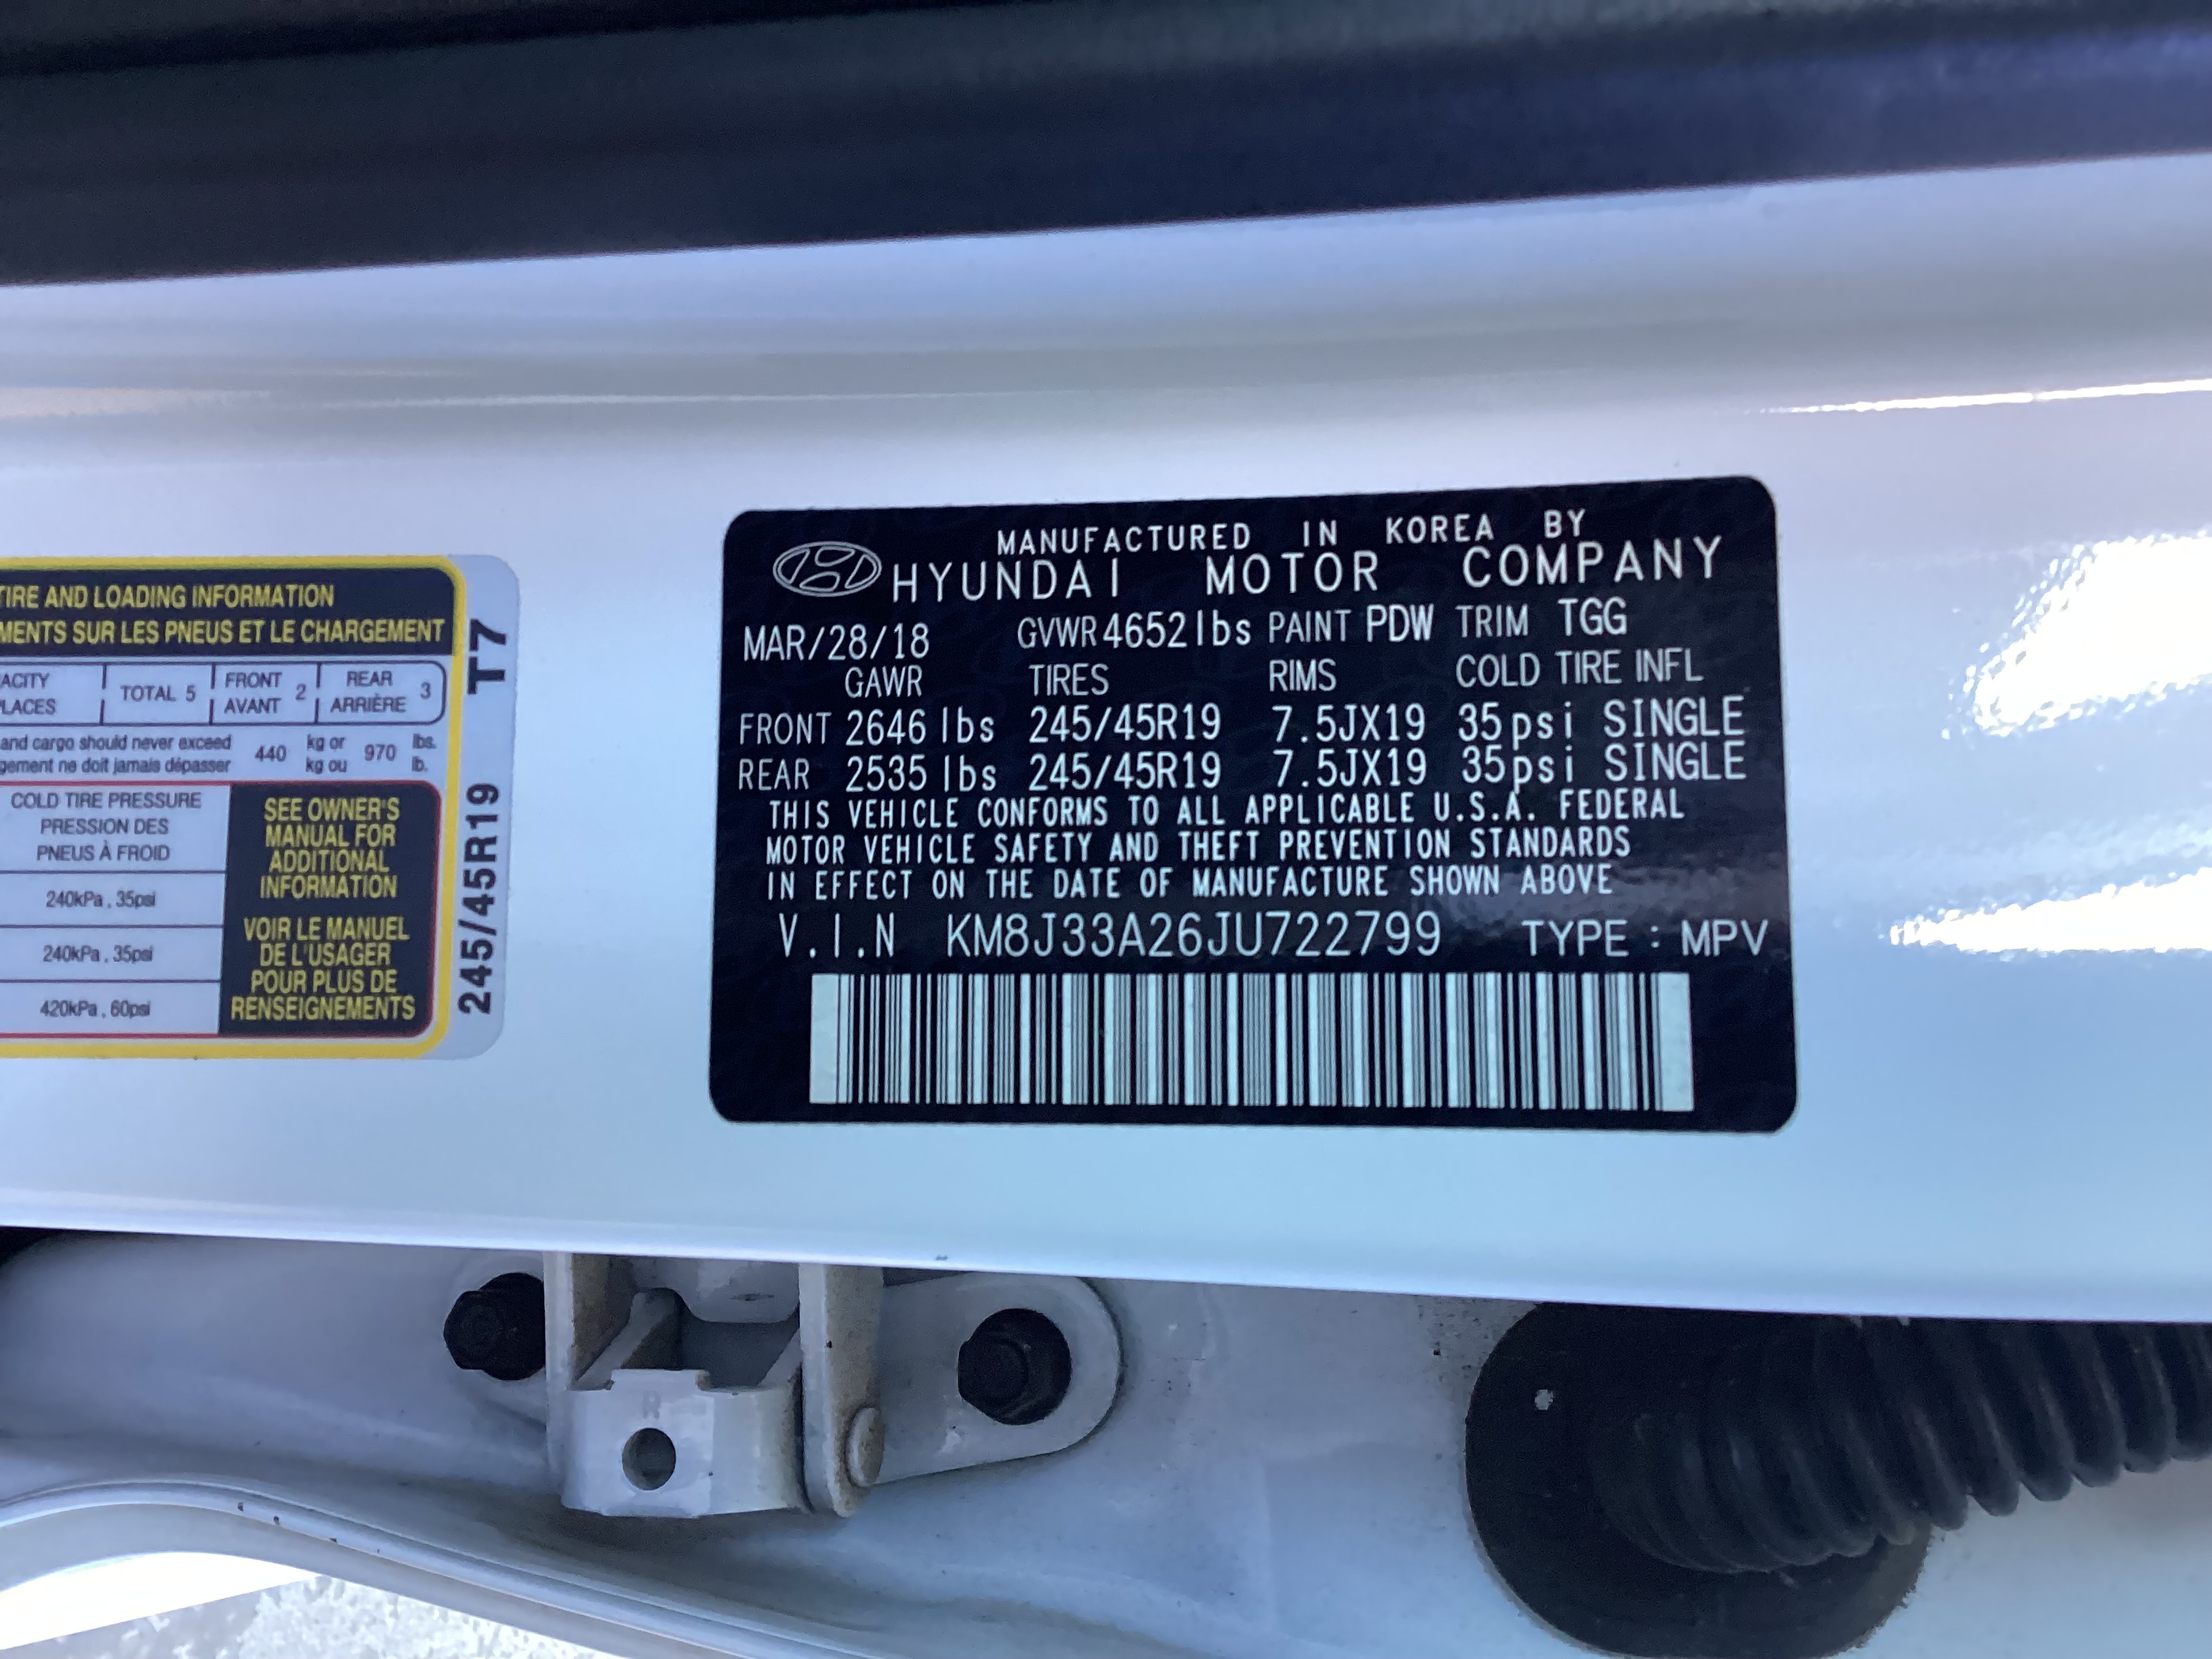 TIRE AND LOADING INFORMATION
MENTS SUR LES PNEUS ET LE CHARGEMENT
ACITY TOTAL 5 FRONT 2 REAR 3
LACES AVANT ARRIÈRE
and cargo should never exceed 440 kg or 970 lbs.
gement ne doit jamais dépasser kg ou lb.
COLD TIRE PRESSURE
PRESSION DES
PNEUS À FROID
240kPa, 35psi
240kPa, 35psi
420kPa, 60psi
SEE OWNER'S
MANUAL FOR
ADDITIONAL
INFORMATION
VOIR LE MANUEL
DE L'USAGER
POUR PLUS DE
RENSEIGNEMENTS
245/45R19 T7
MANUFACTURED IN KOREA BY
HYUNDAI MOTOR COMPANY
MAR/28/18 GVWR 4652 lbs PAINT PDW TRIM TGG
GAWR TIRES RIMS COLD TIRE INFL
FRONT 2646 lbs 245/45R19 7.5JX19 35psi SINGLE
REAR 2535 lbs 245/45R19 7.5JX19 35psi SINGLE
THIS VEHICLE CONFORMS TO ALL APPLICABLE U.S.A. FEDERAL
MOTOR VEHICLE SAFETY AND THEFT PREVENTION STANDARDS
IN EFFECT ON THE DATE OF MANUFACTURE SHOWN ABOVE
V.I.N KM8J33A26JU722799 TYPE : MPV
R